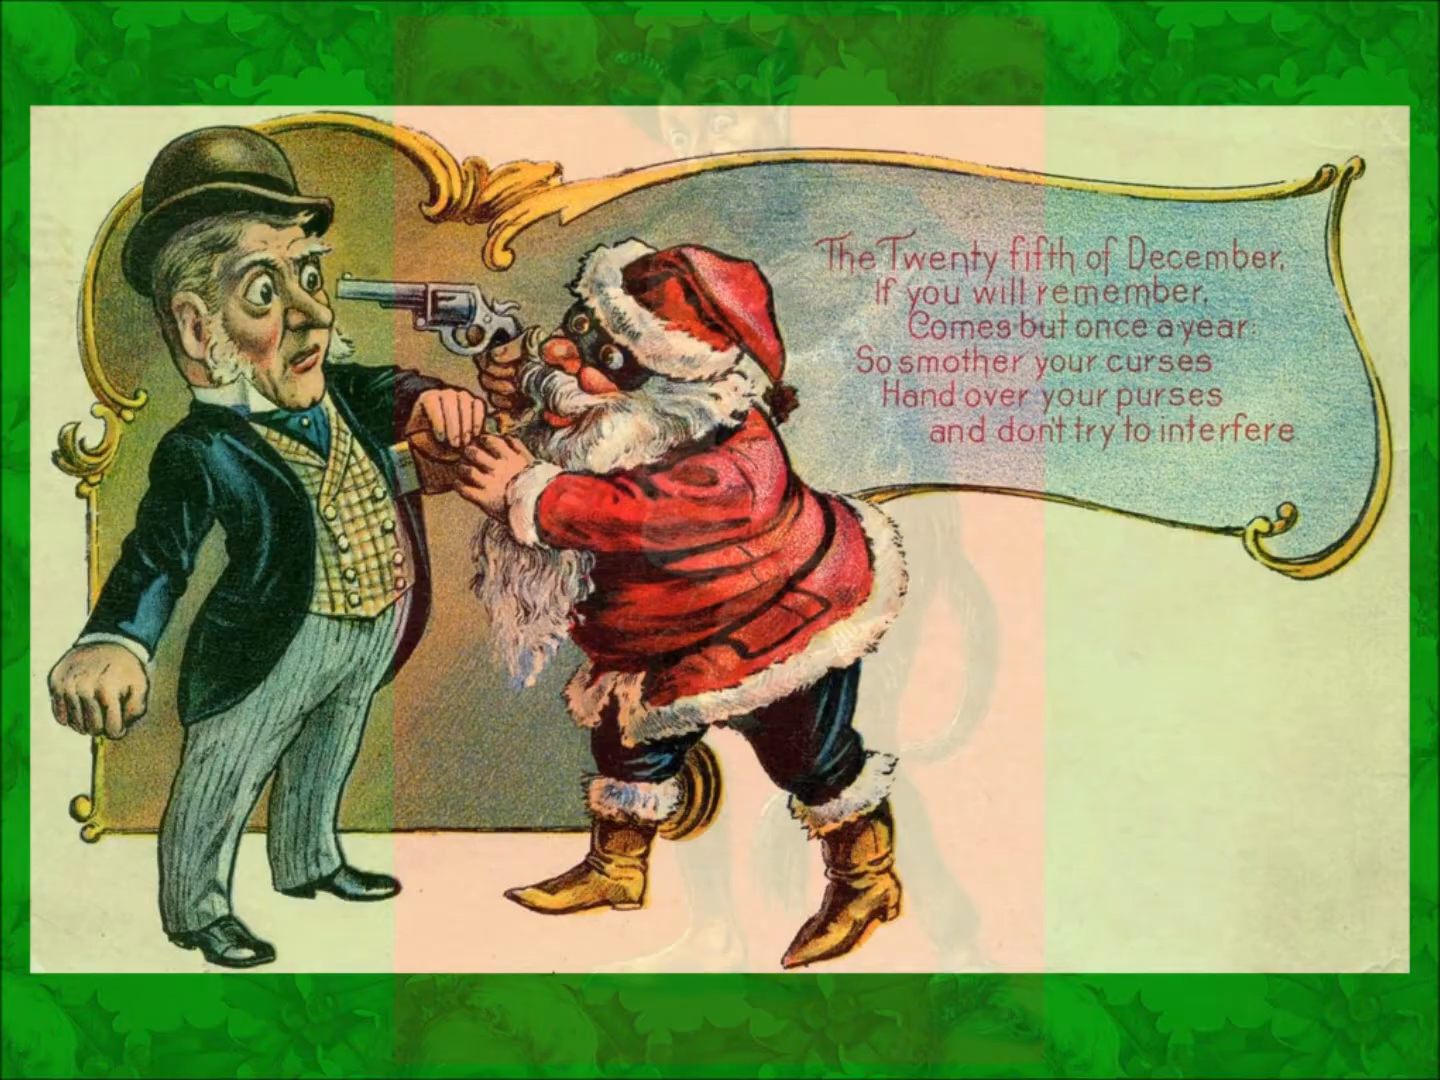 The Twenty fifth of December,
If you will remember,
Comes but once a year:
So smother your curses
Hand over your purses
and don't try to interfere